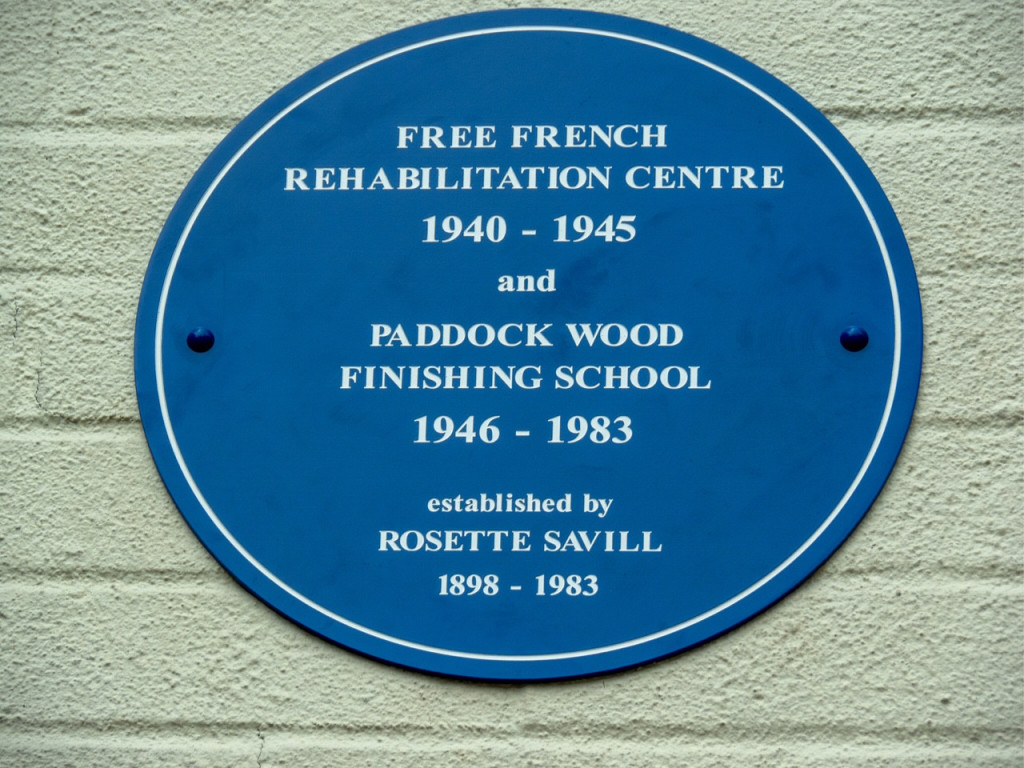 FREE FRENCH
REHABILITATION CENTRE
1940 - 1945
and
PADDOCK WOOD
FINISHING SCHOOL
1946 - 1983
established by
ROSETTE SAVILL
1898 - 1983